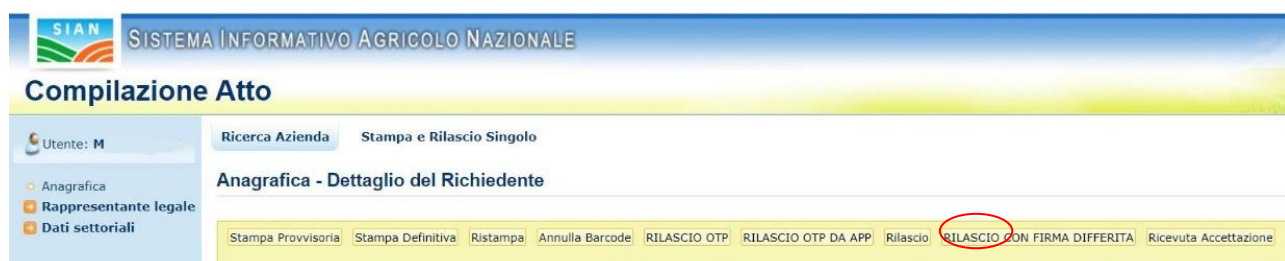 SIAN
SISTEMA INFORMATIVO AGRICOLO NAZIONALE
Compilazione Atto
Utente: M
Ricerca Azienda Stampa e Rilascio Singolo
Anagrafica
Rappresentante legale
Dati settoriali
Anagrafica - Dettaglio del Richiedente
Stampa Provvisoria Stampa Definitiva Ristampa Annulla Barcode RILASCIO OTP RILASCIO OTP DA APP Rilascio RILASCIO CON FIRMA DIFFERITA Ricevuta Accettazione